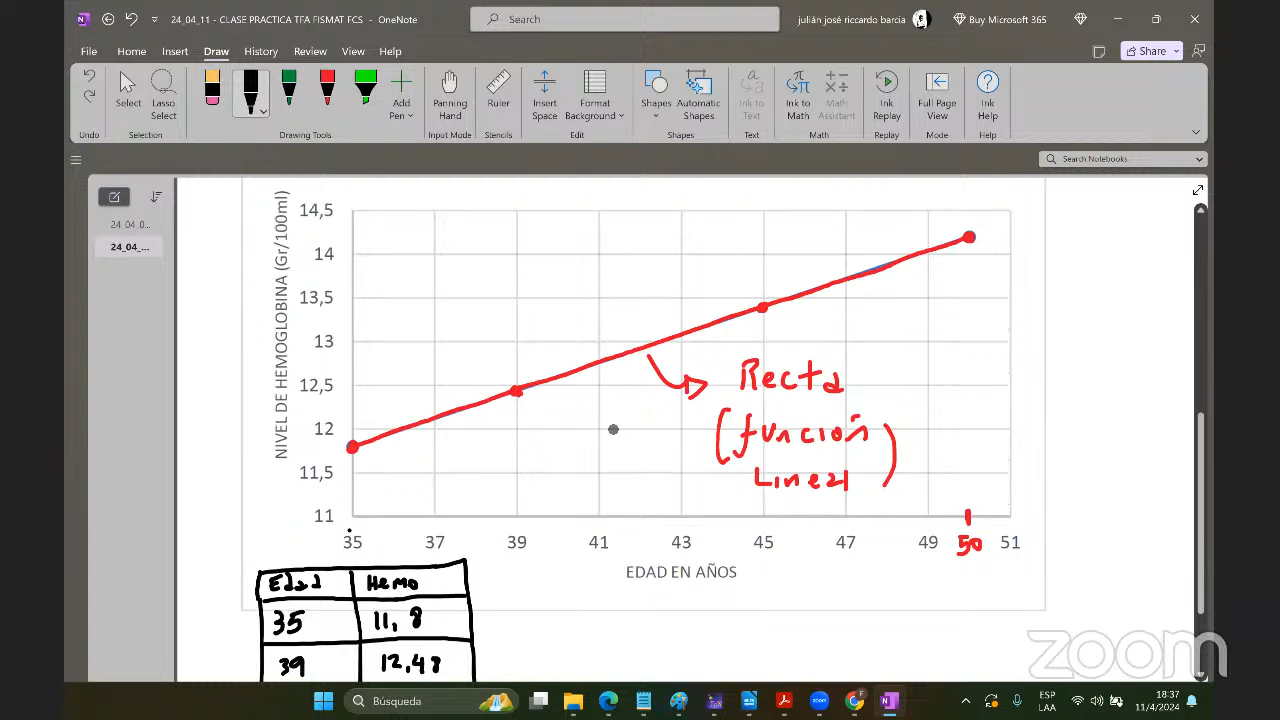 24_04_11 - CLASE PRACTICA TFA FISMAT FCS - OneNote
Search
julián josé riccardo barcia
Buy Microsoft 365
File Home Insert Draw History Review View Help
Share
Select
Lasso Select
Add Pen
Panning Hand
Ruler
Insert Space
Format Background
Shapes
Automatic Shapes
Ink to Text
Ink to Math
Math Assistant
Ink Replay
Full Page View
Ink Help
Undo Selection Drawing Tools Input Mode Stencils Edit Shapes Math Replay Mode Help
Search Notebooks
24_04_0...
24_04_...
NIVEL DE HEMOGLOBINA (Gr/100ml)
14,5
14
13,5
13
12,5
12
11,5
11
Recta
(función
Lineal)
35 37 39 41 43 45 47 49 51
50
EDAD EN AÑOS
Edad Hemo
35 11,8
39 12,48
zoom
Búsqueda
ESP
LAA
18:37
11/4/2024